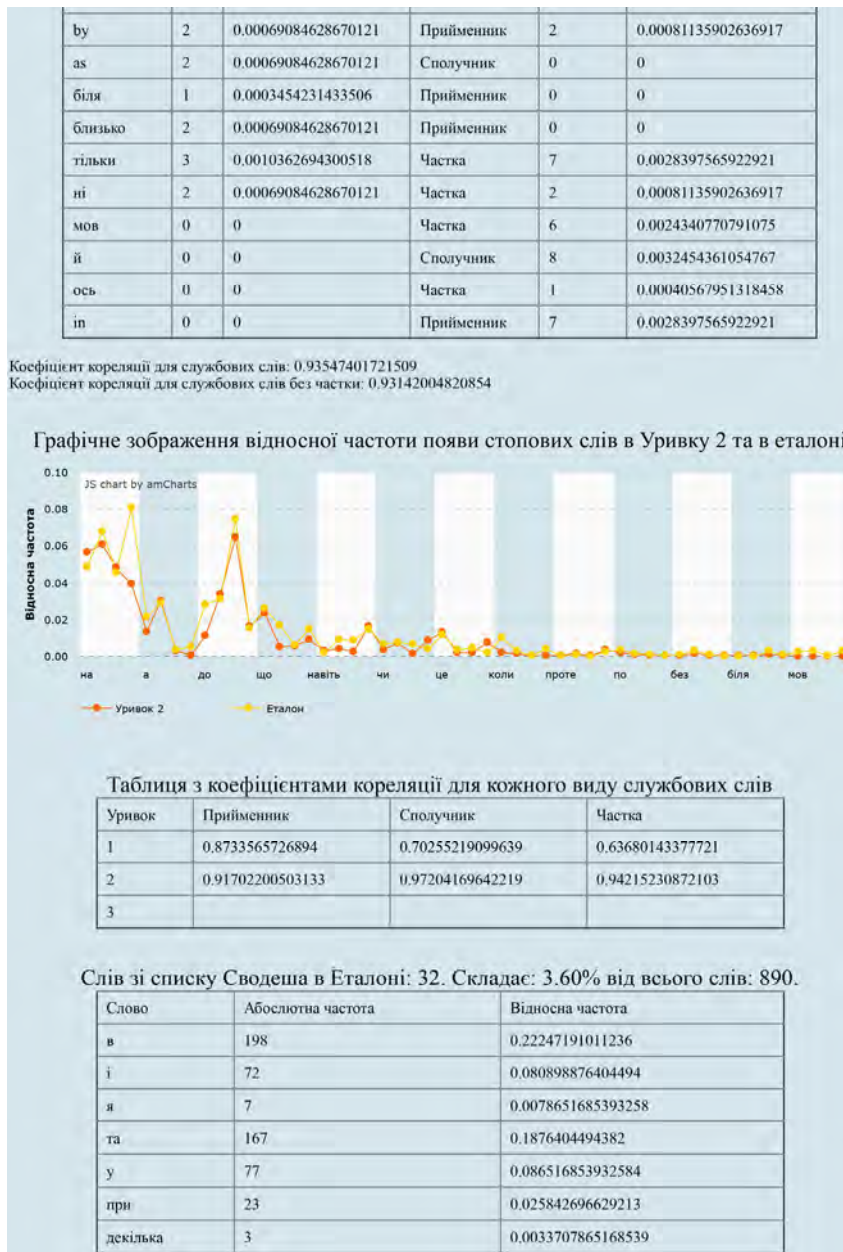 by 2 0.00069084628670121 Прийменник 2 0.00081135902636917
as 2 0.00069084628670121 Сполучник 0 0
біля 1 0.0003454231433506 Прийменник 0 0
близько 2 0.00069084628670121 Прийменник 0 0
тільки 3 0.0010362694300518 Частка 7 0.0028397565922921
ні 2 0.00069084628670121 Частка 2 0.00081135902636917
мов 0 0 Частка 6 0.0024340770791075
й 0 0 Сполучник 8 0.0032454361054767
ось 0 0 Частка 1 0.00040567951318458
in 0 0 Прийменник 7 0.0028397565922921
Коефіцієнт кореляції для службових слів: 0.93547401721509
Коефіцієнт кореляції для службових слів без частки: 0.93142004820854
Графічне зображення відносної частоти появи стопових слів в Уривку 2 та в еталоні
JS chart by amCharts
Відносна частота
0.10
0.08
0.06
0.04
0.02
0.00
на а до що навіть чи це коли проте по без біля мов
Уривок 2 Еталон
Таблиця з коефіцієнтами кореляції для кожного виду службових слів
Уривок Прийменник Сполучник Частка
1 0.8733565726894 0.70255219099639 0.63680143377721
2 0.91702200503133 0.97204169642219 0.94215230872103
3
Слів зі списку Сводеша в Еталоні: 32. Складає: 3.60% від всього слів: 890.
Слово Абослютна частота Відносна частота
в 198 0.22247191011236
і 72 0.080898876404494
я 7 0.0078651685393258
та 167 0.1876404494382
у 77 0.086516853932584
при 23 0.025842696629213
декілька 3 0.0033707865168539